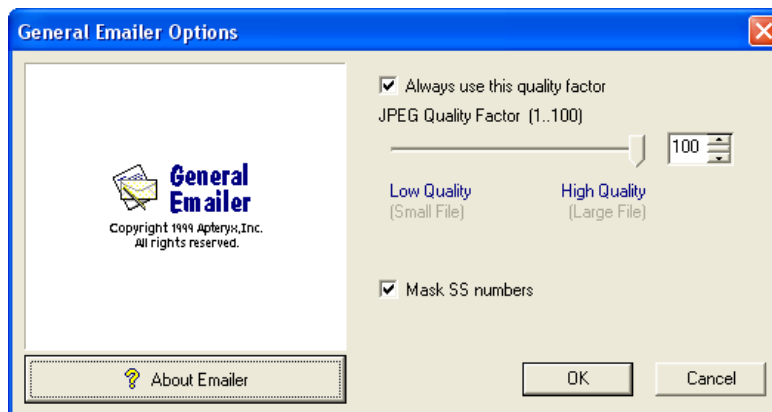 General Emailer Options
General
Emailer
Copyright 1999 Apteryx,Inc.
All rights reserved.
About Emailer
Always use this quality factor
JPEG Quality Factor (1..100)
100
Low Quality High Quality
(Small File) (Large File)
Mask SS numbers
OK Cancel